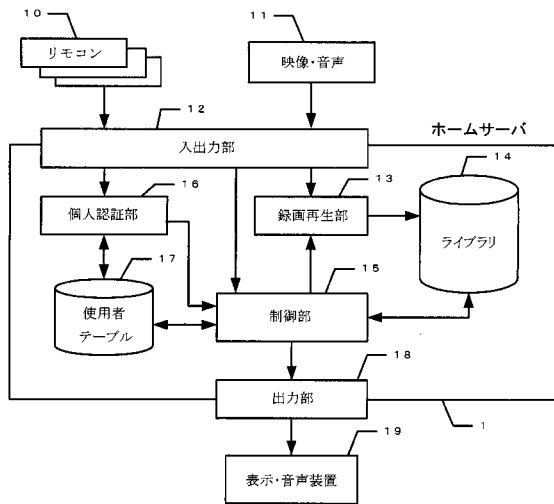 10
リモコン
11
映像・音声
12
入出力部
ホームサーバ
14
ライブラリ
16
個人認証部
13
録画再生部
17
使用者
テーブル
15
制御部
18
出力部
1
19
表示・音声装置